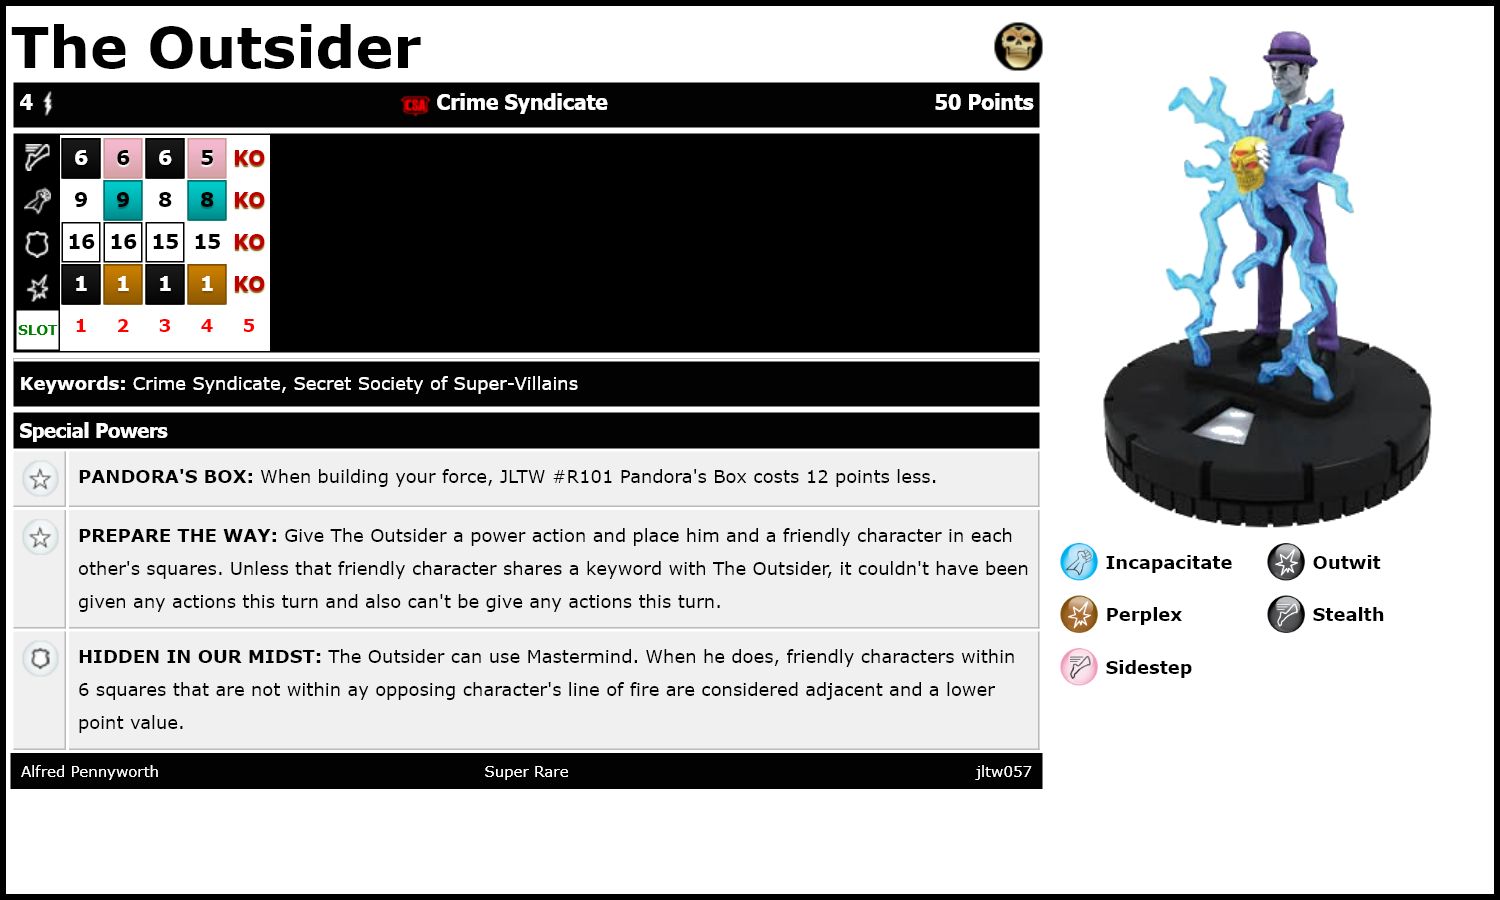 The Outsider
4 CSA Crime Syndicate 50 Points
6 6 6 5 KO
9 9 8 8 KO
16 16 15 15 KO
1 1 1 1 KO
SLOT 1 2 3 4 5
Keywords: Crime Syndicate, Secret Society of Super-Villains
Special Powers
PANDORA'S BOX: When building your force, JLTW #R101 Pandora's Box costs 12 points less.
PREPARE THE WAY: Give The Outsider a power action and place him and a friendly character in each
other's squares. Unless that friendly character shares a keyword with The Outsider, it couldn't have been
given any actions this turn and also can't be give any actions this turn.
HIDDEN IN OUR MIDST: The Outsider can use Mastermind. When he does, friendly characters within
6 squares that are not within ay opposing character's line of fire are considered adjacent and a lower
point value.
Alfred Pennyworth Super Rare jltw057
Incapacitate Outwit
Perplex Stealth
Sidestep